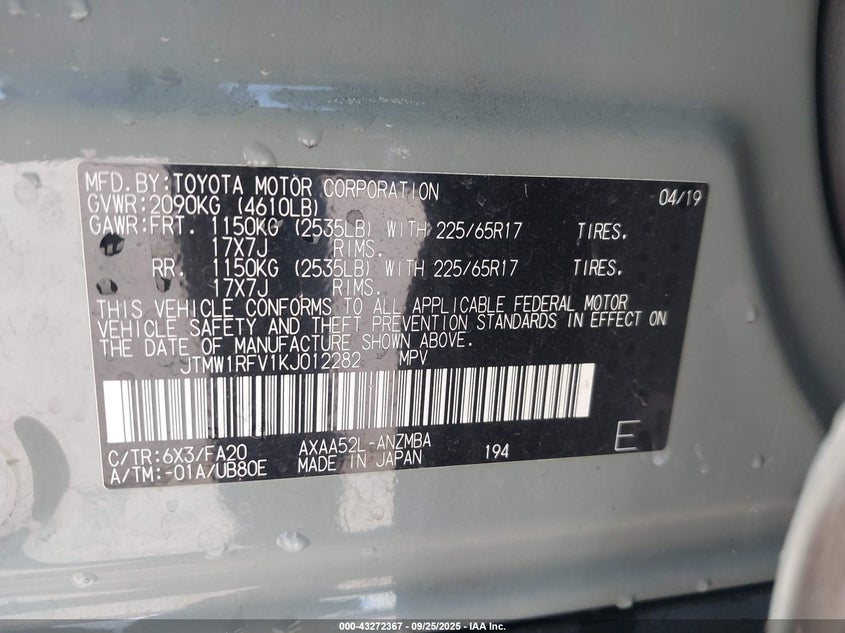 MFD.BY:TOYOTA MOTOR CORPORATION 04/19
GVWR:2090KG (4610LB)
GAWR:FRT. 1150KG (2535LB) WITH 225/65R17 TIRES.
17X7J RIMS.
RR. 1150KG (2535LB) WITH 225/65R17 TIRES.
17X7J RIMS.
THIS VEHICLE CONFORMS TO ALL APPLICABLE FEDERAL MOTOR
VEHICLE SAFETY AND THEFT PREVENTION STANDARDS IN EFFECT ON
THE DATE OF MANUFACTURE SHOWN ABOVE.
JTMW1RFV1KJ012282 MPV
C/TR:6X3/FA20 AXAA52L-ANZMBA
A/TM:-01A/UB80E MADE IN JAPAN 194 E
000-43272367 - 09/25/2025 - IAA Inc.